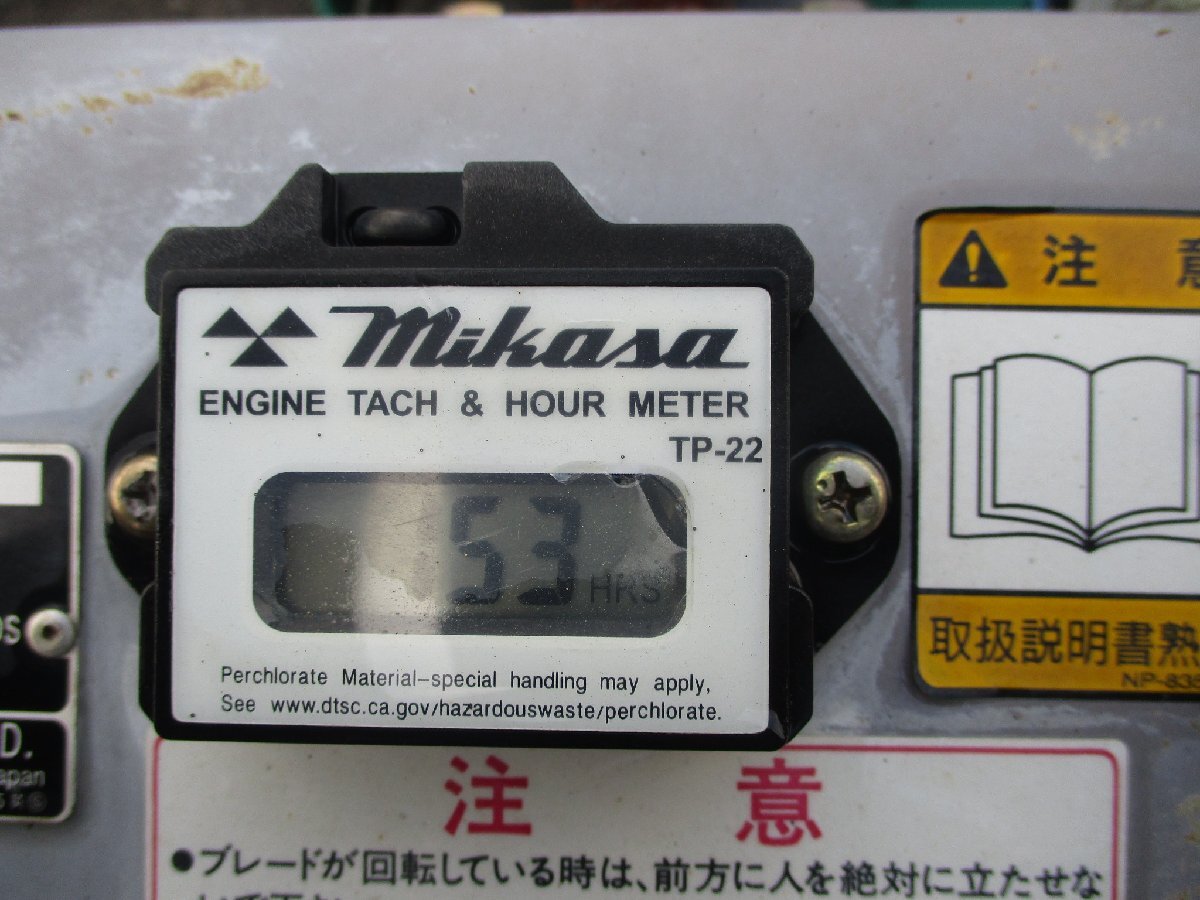 Mikasa
ENGINE TACH & HOUR METER
TP-22
53 HRS
Perchlorate Material-special handling may apply,
See www.dtsc.ca.gov/hazardouswaste/perchlorate.
注 意
取扱説明書熟
NP-835
D.
apan
注 意
●ブレードが回転している時は、前方に人を絶対に立たせな